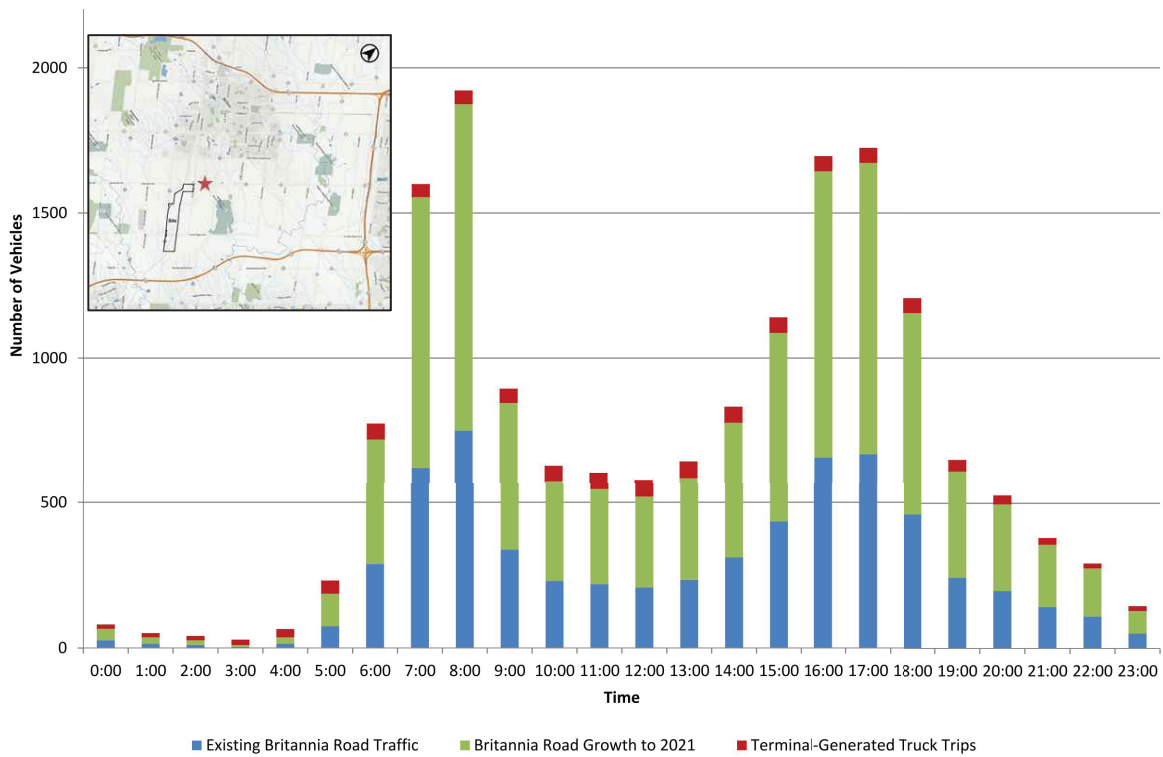 2000
1500
1000
500
0
Number of Vehicles
Site
0:00 1:00 2:00 3:00 4:00 5:00 6:00 7:00 8:00 9:00 10:00 11:00 12:00 13:00 14:00 15:00 16:00 17:00 18:00 19:00 20:00 21:00 22:00 23:00
Time
Existing Britannia Road Traffic Britannia Road Growth to 2021 Terminal-Generated Truck Trips